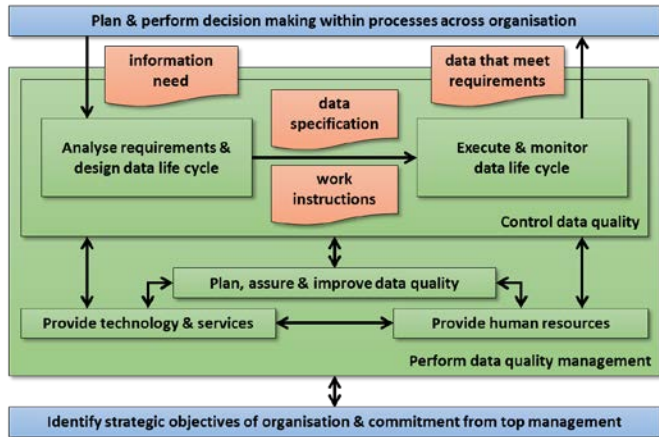 Plan & perform decision making within processes across organisation
information
need
data
specification
data that meet
requirements
Analyse requirements &
design data life cycle
Execute & monitor
data life cycle
work
instructions
Control data quality
Plan, assure & improve data quality
Provide technology & services
Provide human resources
Perform data quality management
Identify strategic objectives of organisation & commitment from top management